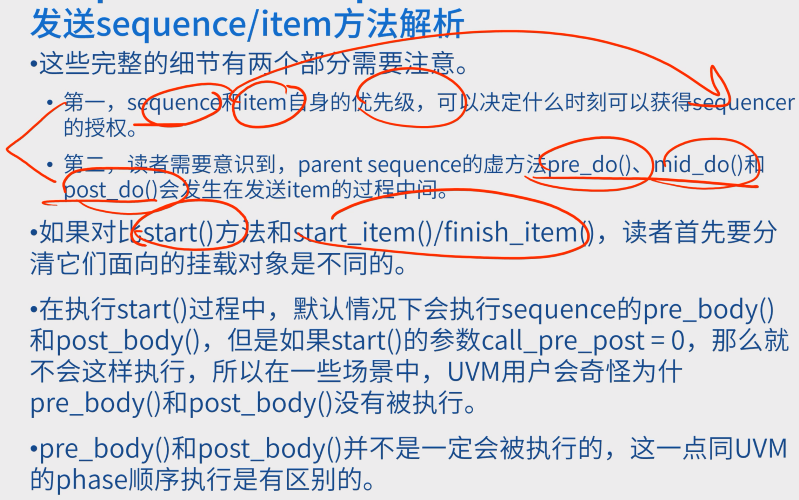 发送sequence/item方法解析
•这些完整的细节有两个部分需要注意。
• 第一，sequence和item自身的优先级，可以决定什么时刻可以获得sequencer
的授权。
• 第二，读者需要意识到，parent sequence的虚方法pre_do()、mid_do()和
post_do()会发生在发送item的过程中间。
•如果对比start()方法和start_item()/finish_item()，读者首先要分
清它们面向的挂载对象是不同的。
•在执行start()过程中，默认情况下会执行sequence的pre_body()
和post_body()，但是如果start()的参数call_pre_post = 0，那么就
不会这样执行，所以在一些场景中，UVM用户会奇怪为什
pre_body()和post_body()没有被执行。
•pre_body()和post_body()并不是一定会被执行的，这一点同UVM
的phase顺序执行是有区别的。